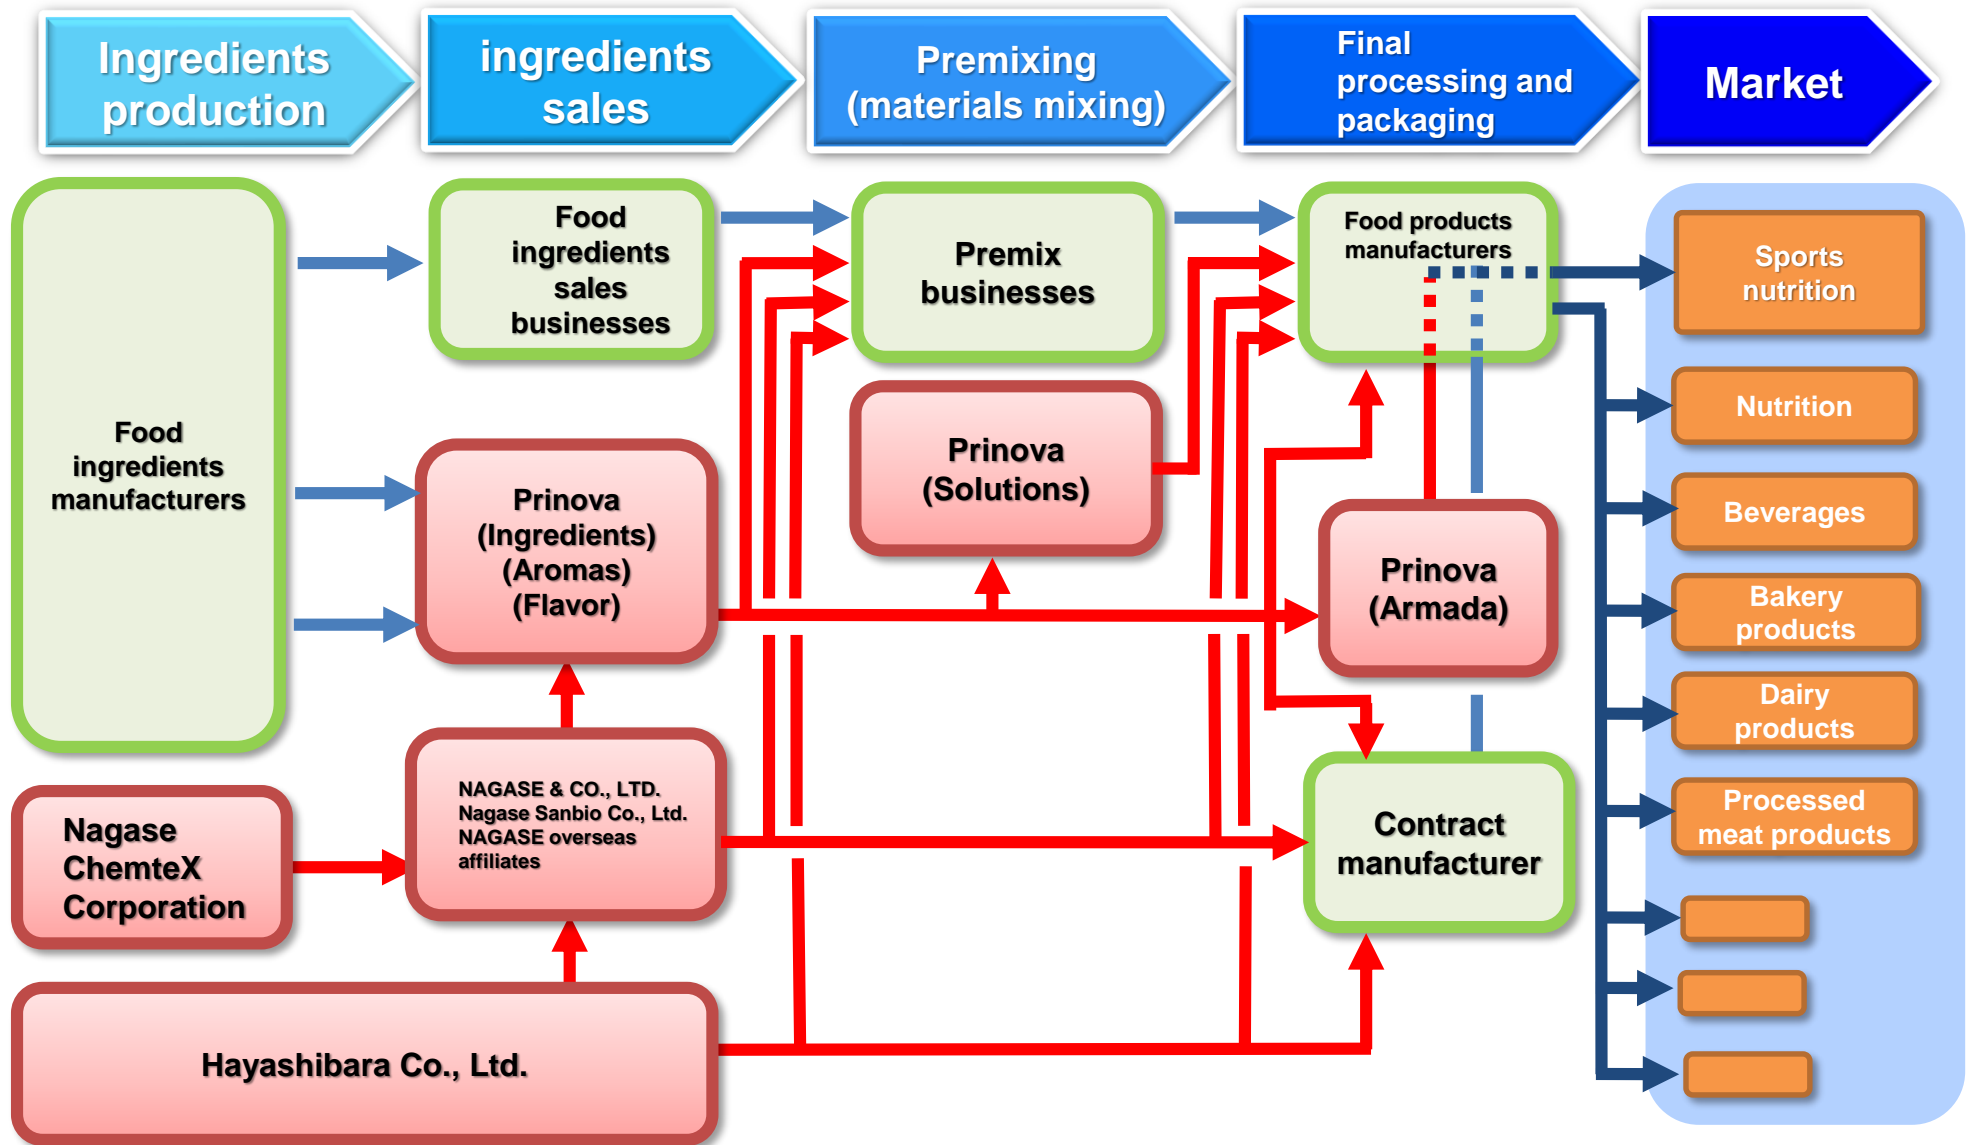 Ingredients
production
ingredients
sales
Premixing
(materials mixing)
Final
processing and
packaging
Market
Food
ingredients
manufacturers
Food
ingredients
sales
businesses
Premix
businesses
Food products
manufacturers
Sports
nutrition
Nutrition
Prinova
(Ingredients)
(Aromas)
(Flavor)
Prinova
(Solutions)
Prinova
(Armada)
Beverages
Bakery
products
Dairy
products
Nagase
ChemteX
Corporation
NAGASE & CO., LTD.
Nagase Sanbio Co., Ltd.
NAGASE overseas
affiliates
Contract
manufacturer
Processed
meat products
Hayashibara Co., Ltd.